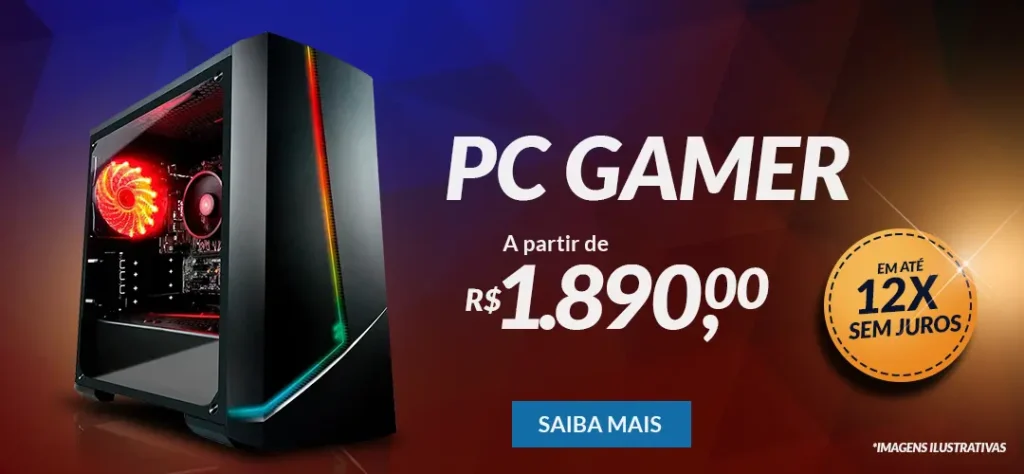 PC GAMER
A partir de
R$1.890,00
EM ATÉ
12X
SEM JUROS
SAIBA MAIS
*IMAGENS ILUSTRATIVAS